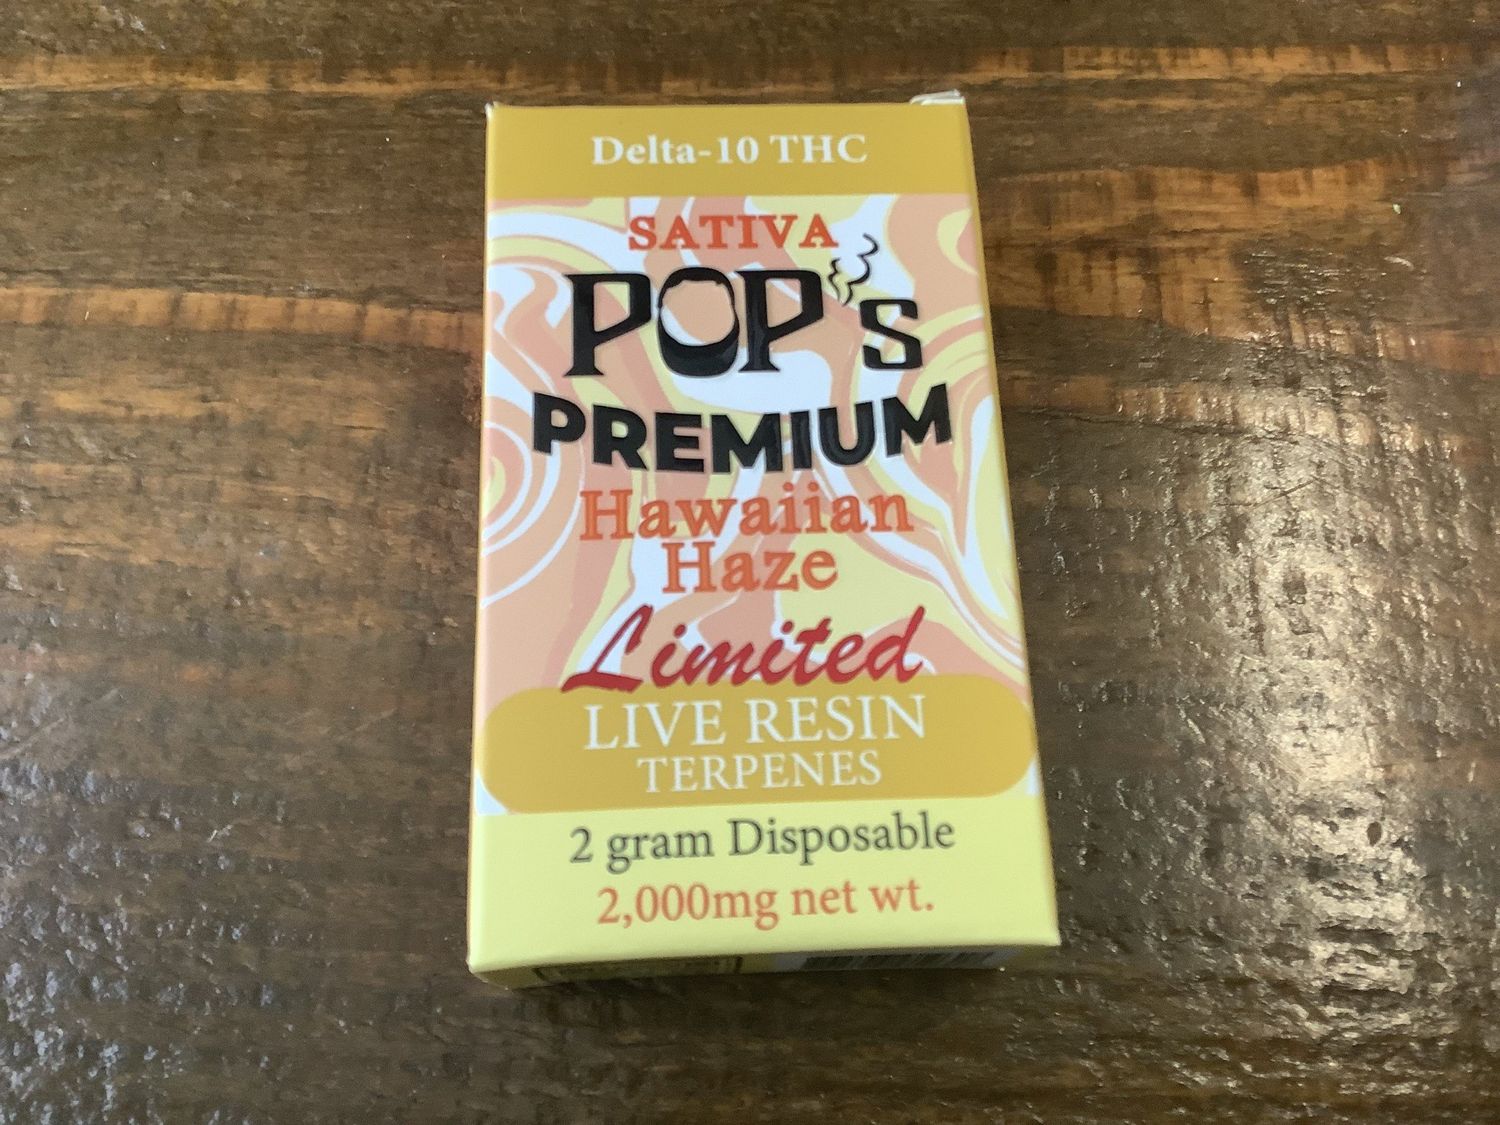 Delta-10 THC
SATIVA
POP's
PREMIUM
Hawaiian
Haze
Limited
LIVE RESIN
TERPENES
2 gram Disposable
2,000mg net wt.